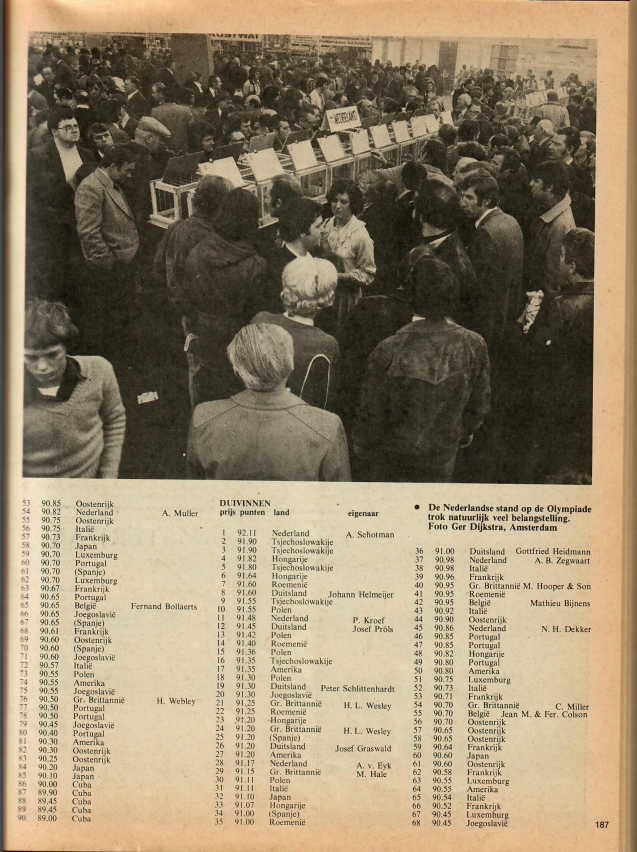 NEDERLAND
53 90.85 Oostenrijk
54 90.82 Nederland A. Muller
55 90.75 Oostenrijk
56 90.75 Italië
57 90.73 Frankrijk
58 90.70 Japan
59 90.70 Luxemburg
60 90.70 Portugal
61 90.70 (Spanje)
62 90.70 Luxemburg
63 90.67 Frankrijk
64 90.65 Portugal
65 90.65 België Fernand Bollaerts
66 90.65 Joegoslavië
67 90.65 (Spanje)
68 90.61 Frankrijk
69 90.60 Oostenrijk
70 90.60 (Spanje)
71 90.60 Joegoslavië
72 90.57 Italië
73 90.55 Polen
74 90.55 Amerika
75 90.55 Joegoslavië
76 90.50 Gr. Brittannië H. Webley
77 90.50 Portugal
78 90.50 Portugal
79 90.45 Joegoslavië
80 90.40 Portugal
81 90.30 Amerika
82 90.30 Oostenrijk
83 90.25 Oostenrijk
84 90.20 Japan
85 90.10 Japan
86 90.00 Cuba
87 89.90 Cuba
88 89.45 Cuba
89 89.45 Cuba
90 89.00 Cuba
DUIVINNEN
prijs punten land eigenaar
1 92.11 Nederland A. Schotman
2 91.90 Tsjechoslowakije
3 91.90 Tsjechoslowakije
4 91.82 Hongarije
5 91.80 Tsjechoslowakije
6 91.64 Hongarije
7 91.60 Roemenië
8 91.60 Duitsland Johann Helmeijer
9 91.55 Tsjechoslowakije
10 91.55 Polen
11 91.48 Nederland P. Kroef
12 91.45 Duitsland Josef Pröls
13 91.42 Polen
14 91.40 Roemenië
15 91.36 Polen
16 91.35 Tsjechoslowakije
17 91.35 Amerika
18 91.30 Polen
19 91.30 Duitsland Peter Schlittenhardt
20 91.30 Joegoslavië
21 91.25 Gr. Brittannië H. L. Wesley
22 91.25 Roemenië
23 91.20 Hongarije
24 91.20 Gr. Brittannië H. L. Wesley
25 91.20 (Spanje)
26 91.20 Duitsland Josef Graswald
27 91.20 Amerika
28 91.17 Nederland A. v. Eyk
29 91.15 Gr. Brittannië M. Hale
30 91.11 Polen
31 91.11 Italië
32 91.10 Japan
33 91.07 Hongarije
34 91.00 (Spanje)
35 91.00 Roemenië
• De Nederlandse stand op de Olympiade
trok natuurlijk veel belangstelling.
Foto Ger Dijkstra, Amsterdam
36 91.00 Duitsland Gottfried Heidmann
37 90.98 Nederland A. B. Zegwaart
38 90.98 Italië
39 90.96 Frankrijk
40 90.95 Gr. Brittannië M. Hooper & Son
41 90.95 Roemenië
42 90.95 België Mathieu Bijnens
43 90.92 Italië
44 90.90 Oostenrijk
45 90.86 Nederland N. H. Dekker
46 90.85 Portugal
47 90.85 Portugal
48 90.82 Hongarije
49 90.80 Portugal
50 90.80 Amerika
51 90.75 Luxemburg
52 90.73 Italië
53 90.71 Frankrijk
54 90.70 Gr. Brittannië C. Miller
55 90.70 België Jean M. & Fer. Colson
56 90.70 Oostenrijk
57 90.65 Oostenrijk
58 90.65 Oostenrijk
59 90.64 Frankrijk
60 90.60 Japan
61 90.60 Oostenrijk
62 90.58 Frankrijk
63 90.55 Luxemburg
64 90.55 Amerika
65 90.54 Italië
66 90.52 Frankrijk
67 90.45 Luxemburg
68 90.45 Joegoslavië
187